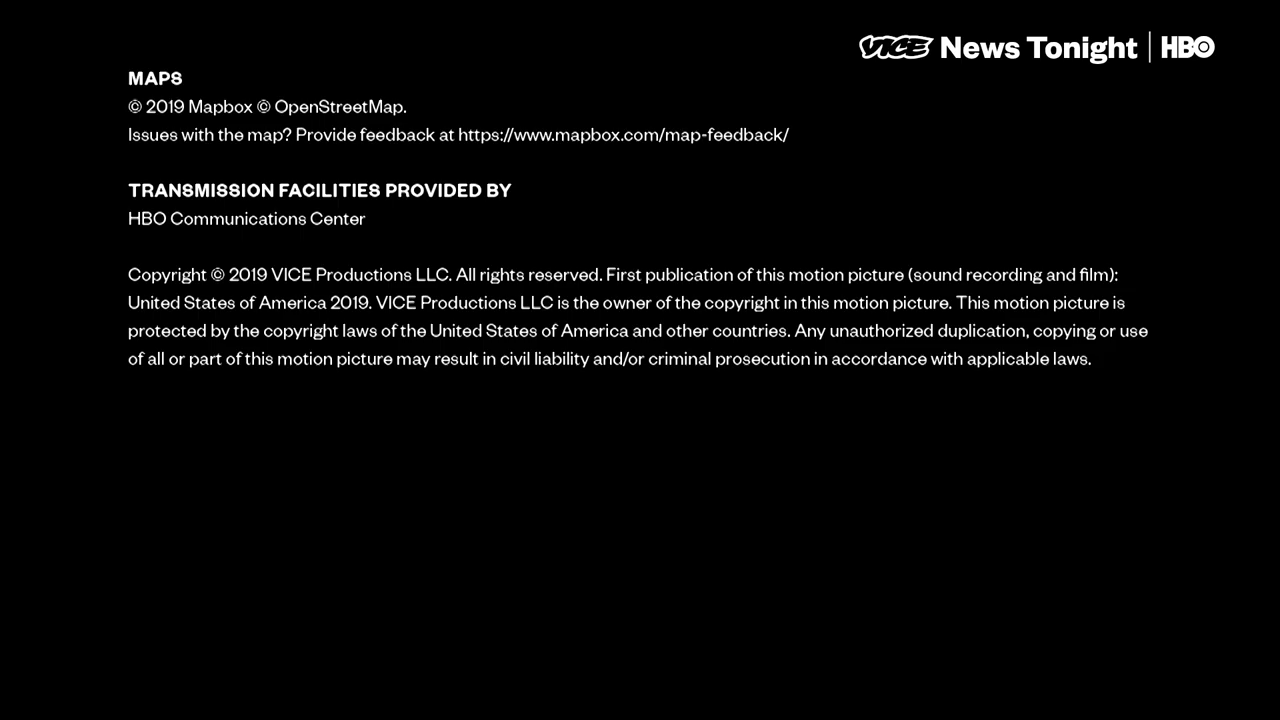 VICE News Tonight | HBO
MAPS
© 2019 Mapbox © OpenStreetMap.
Issues with the map? Provide feedback at https://www.mapbox.com/map-feedback/
TRANSMISSION FACILITIES PROVIDED BY
HBO Communications Center
Copyright © 2019 VICE Productions LLC. All rights reserved. First publication of this motion picture (sound recording and film):
United States of America 2019. VICE Productions LLC is the owner of the copyright in this motion picture. This motion picture is
protected by the copyright laws of the United States of America and other countries. Any unauthorized duplication, copying or use
of all or part of this motion picture may result in civil liability and/or criminal prosecution in accordance with applicable laws.